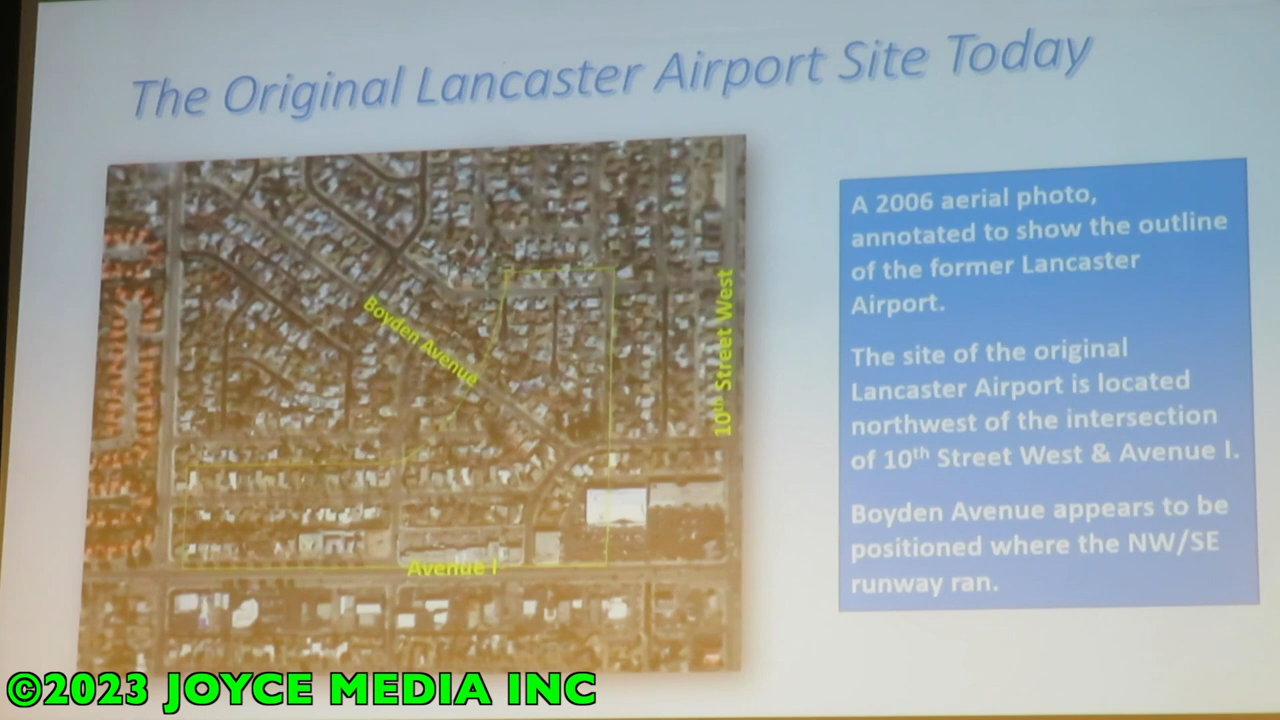 The Original Lancaster Airport Site Today
Boyden Avenue
10th Street West
Avenue I
A 2006 aerial photo,
annotated to show the outline
of the former Lancaster
Airport.
The site of the original
Lancaster Airport is located
northwest of the intersection
of 10th Street West & Avenue I.
Boyden Avenue appears to be
positioned where the NW/SE
runway ran.
©2023 JOYCE MEDIA INC